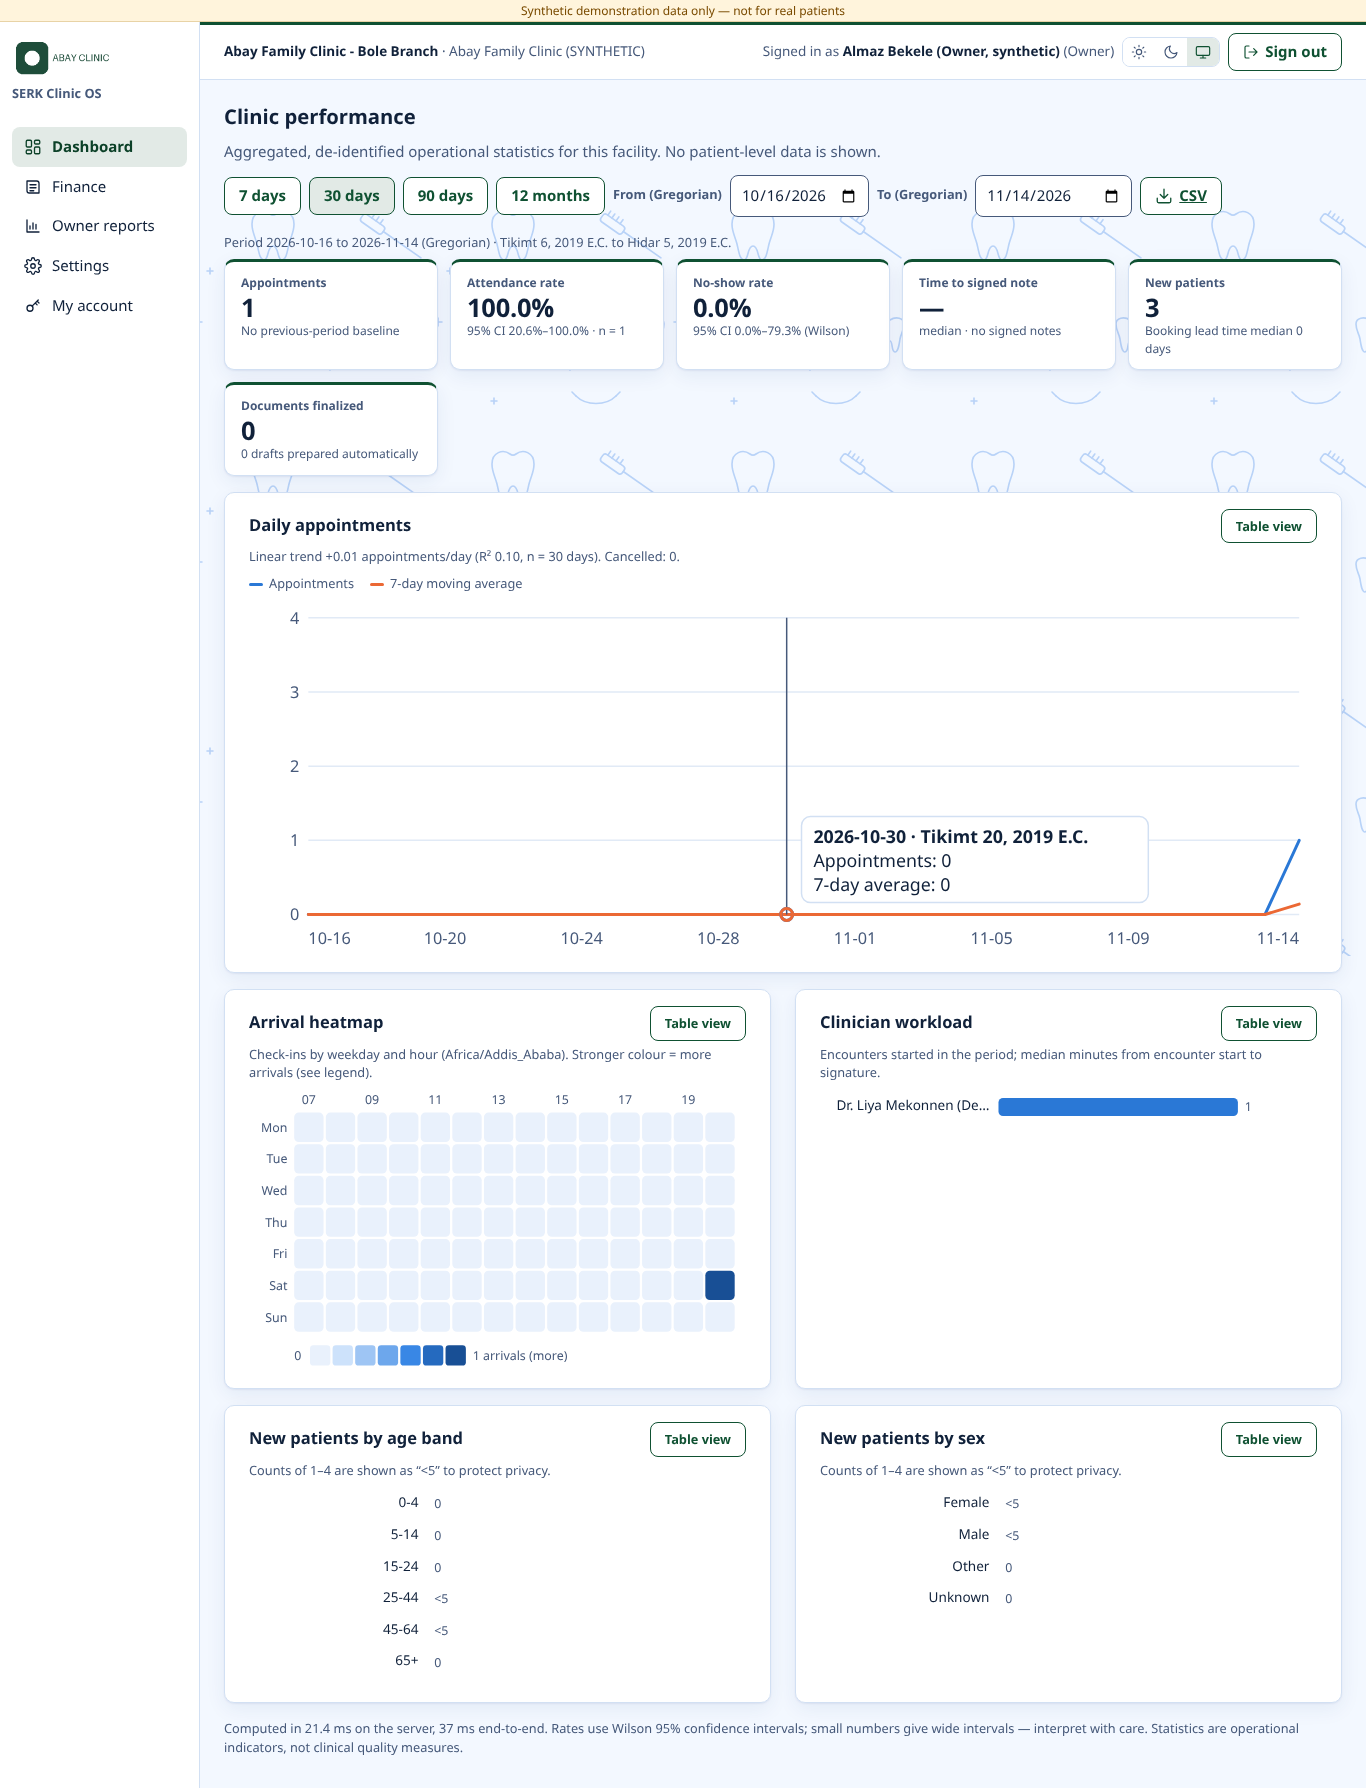 Synthetic demonstration data only — not for real patients
ABAY CLINIC
SERK Clinic OS
Dashboard
Finance
Owner reports
Settings
My account
Abay Family Clinic - Bole Branch · Abay Family Clinic (SYNTHETIC)
Signed in as Almaz Bekele (Owner, synthetic) (Owner)
Sign out
Clinic performance
Aggregated, de-identified operational statistics for this facility. No patient-level data is shown.
7 days
30 days
90 days
12 months
From (Gregorian)
10/16/2026
To (Gregorian)
11/14/2026
CSV
Period 2026-10-16 to 2026-11-14 (Gregorian) · Tikimt 6, 2019 E.C. to Hidar 5, 2019 E.C.
Appointments
1
No previous-period baseline
Attendance rate
100.0%
95% CI 20.6%–100.0% · n = 1
No-show rate
0.0%
95% CI 0.0%–79.3% (Wilson)
Time to signed note
—
median · no signed notes
New patients
3
Booking lead time median 0
days
Documents finalized
0
0 drafts prepared automatically
Daily appointments
Table view
Linear trend +0.01 appointments/day (R² 0.10, n = 30 days). Cancelled: 0.
Appointments
7-day moving average
4
3
2
1
0
2026-10-30 · Tikimt 20, 2019 E.C.
Appointments: 0
7-day average: 0
10-16 10-20 10-24 10-28 11-01 11-05 11-09 11-14
Arrival heatmap
Table view
Check-ins by weekday and hour (Africa/Addis_Ababa). Stronger colour = more
arrivals (see legend).
07 09 11 13 15 17 19
Mon
Tue
Wed
Thu
Fri
Sat
Sun
0
1 arrivals (more)
Clinician workload
Table view
Encounters started in the period; median minutes from encounter start to
signature.
Dr. Liya Mekonnen (De… 1
New patients by age band
Table view
Counts of 1–4 are shown as “<5” to protect privacy.
0-4 0
5-14 0
15-24 0
25-44 <5
45-64 <5
65+ 0
New patients by sex
Table view
Counts of 1–4 are shown as “<5” to protect privacy.
Female <5
Male <5
Other 0
Unknown 0
Computed in 21.4 ms on the server, 37 ms end-to-end. Rates use Wilson 95% confidence intervals; small numbers give wide intervals — interpret with care. Statistics are operational
indicators, not clinical quality measures.